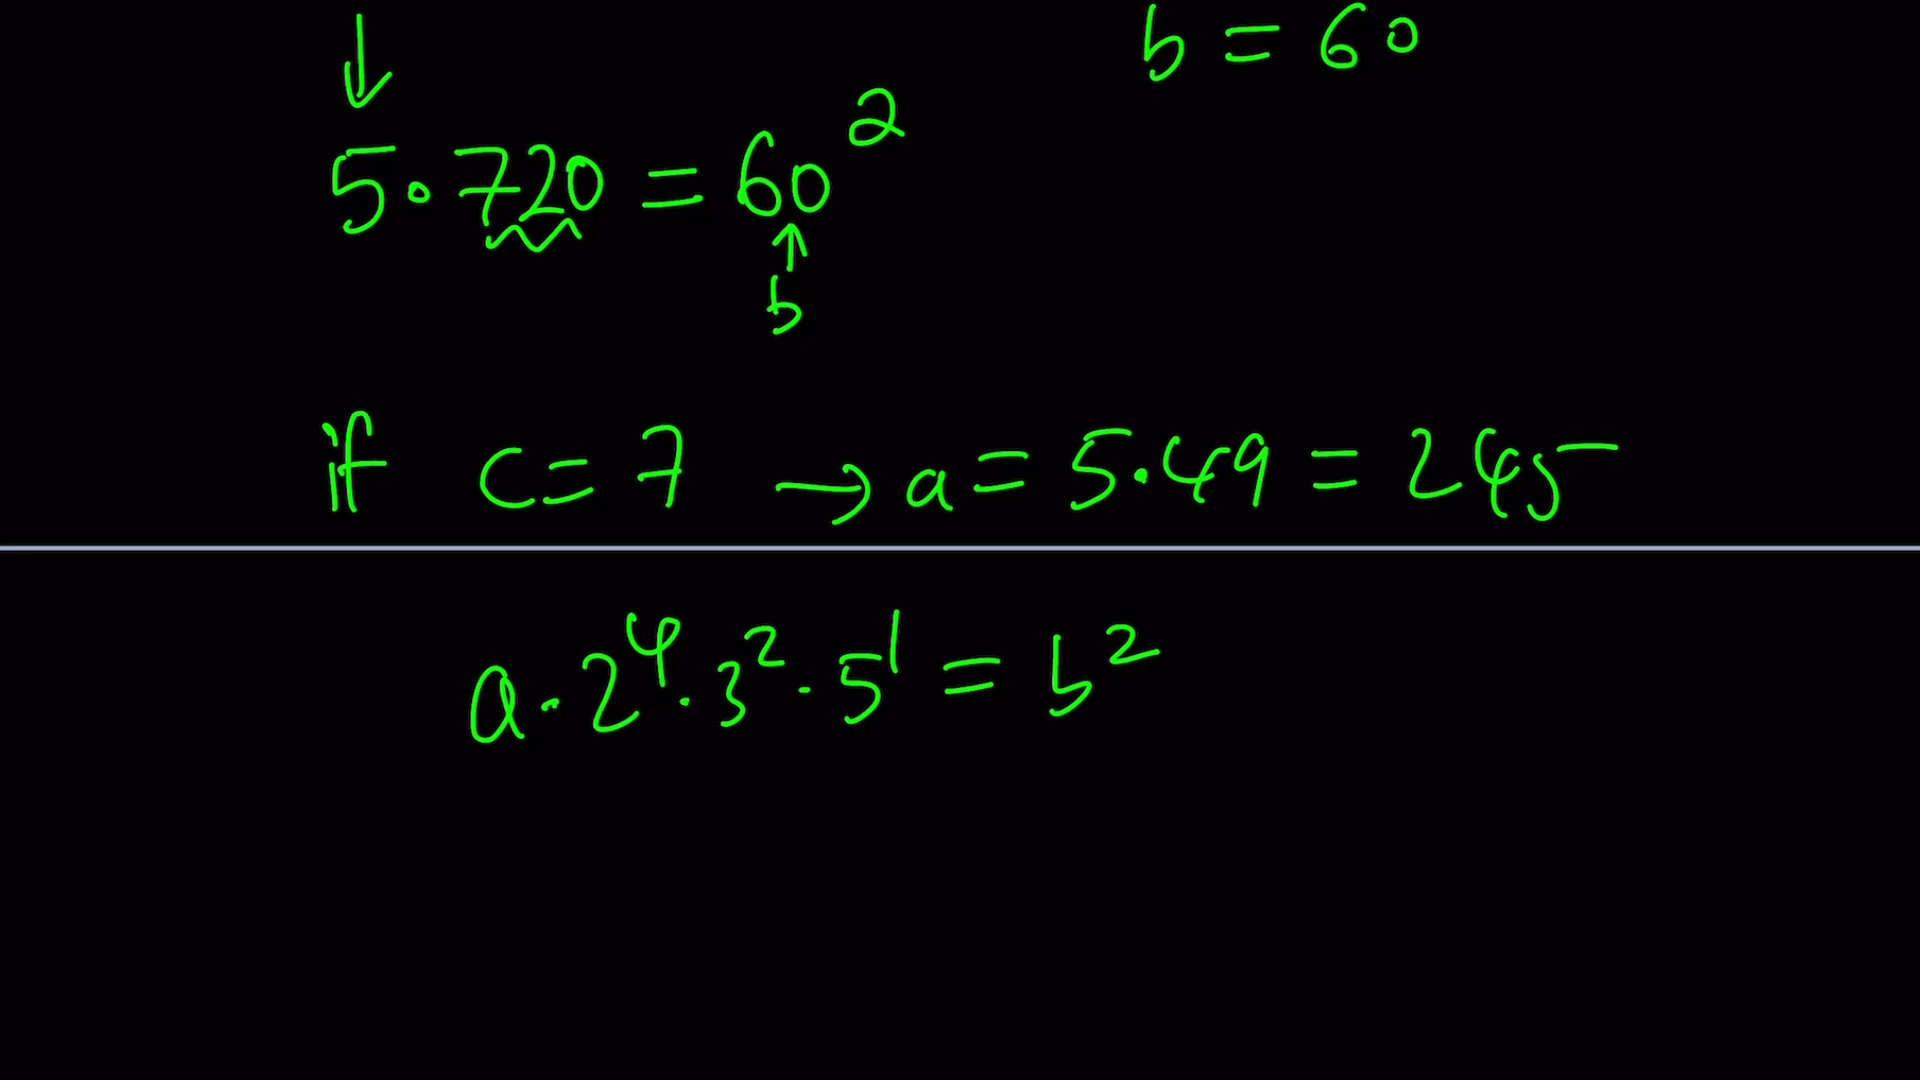 b = 60
5·720 = 60²
b
if c = 7 → a = 5·49 = 245
a·2⁴·3²·5¹ = b²